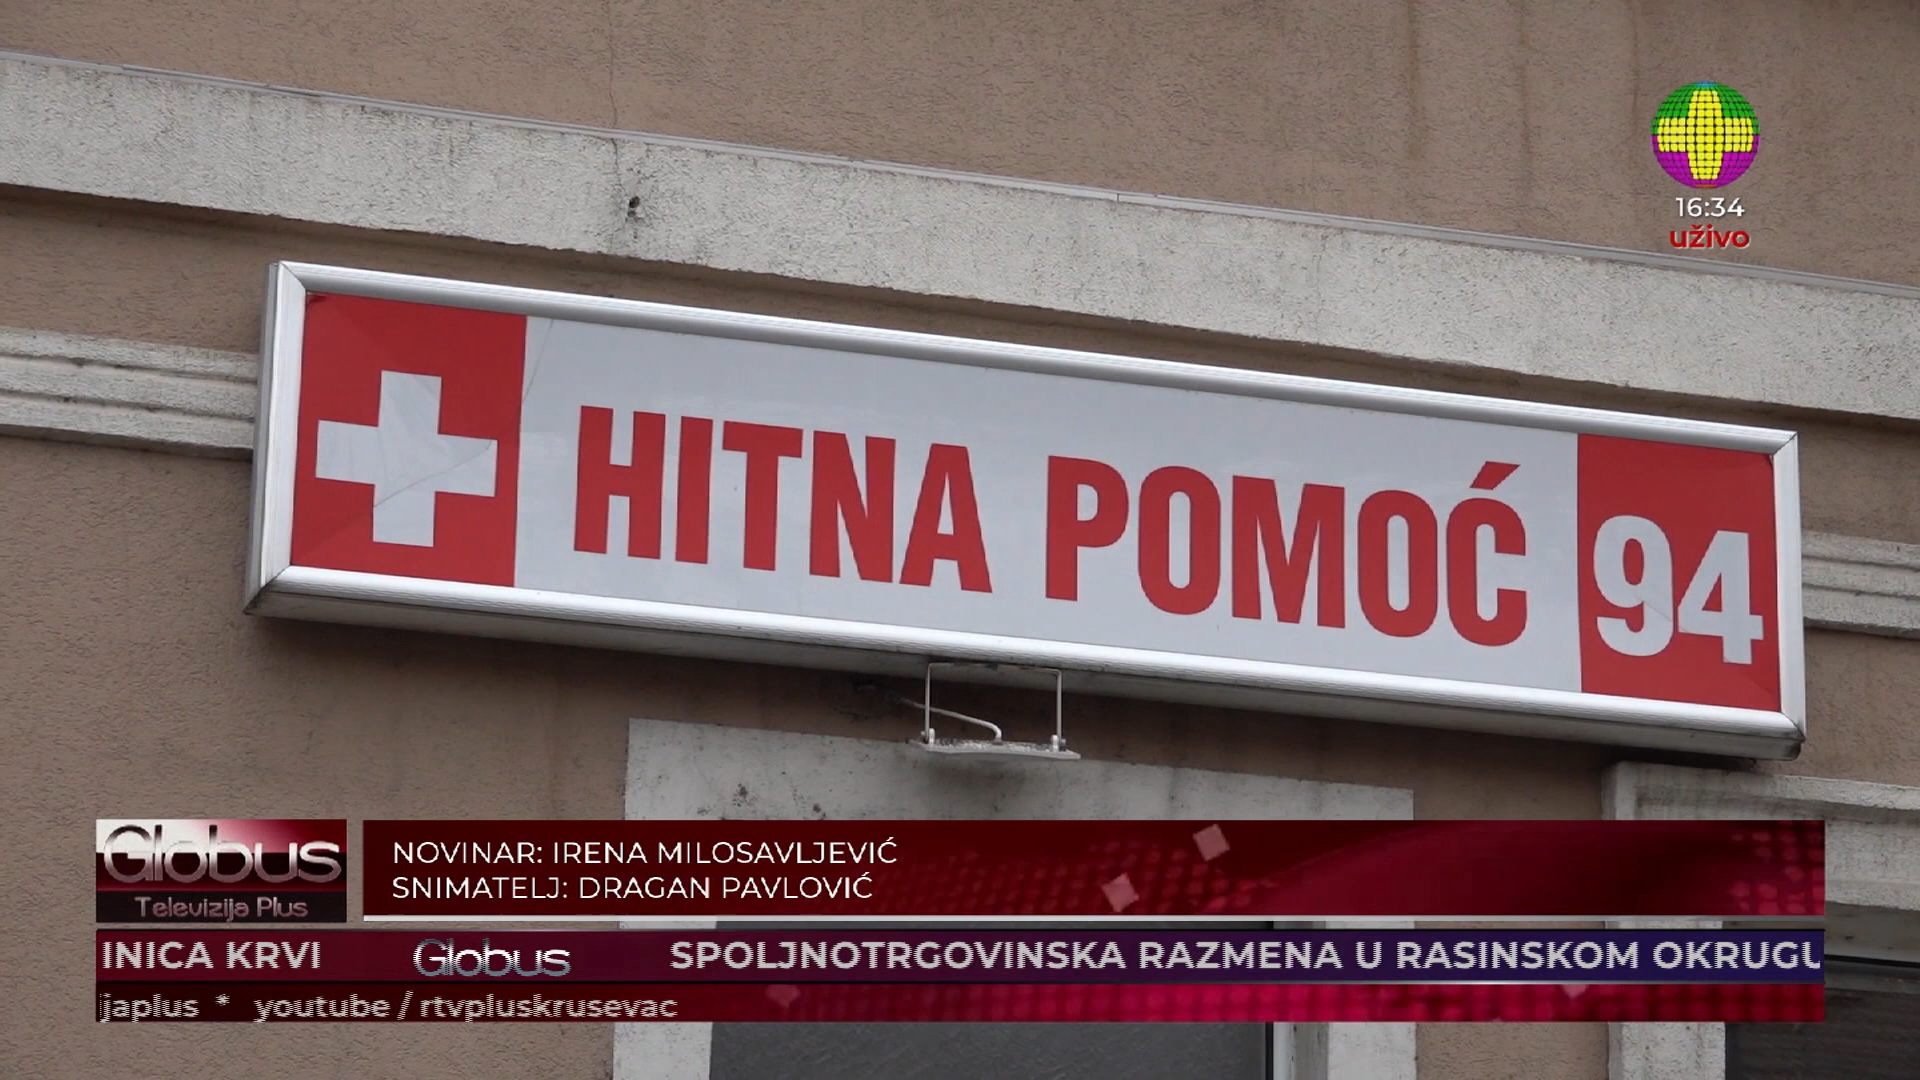 16:34
uživo
HITNA POMOĆ 94
Globus
Televizija Plus
NOVINAR: IRENA MILOSAVLJEVIĆ
SNIMATELJ: DRAGAN PAVLOVIĆ
INICA KRVI Globus SPOLJNOTRGOVINSKA RAZMENA U RASINSKOM OKRUGU
ijaplus * youtube / rtvpluskrusevac